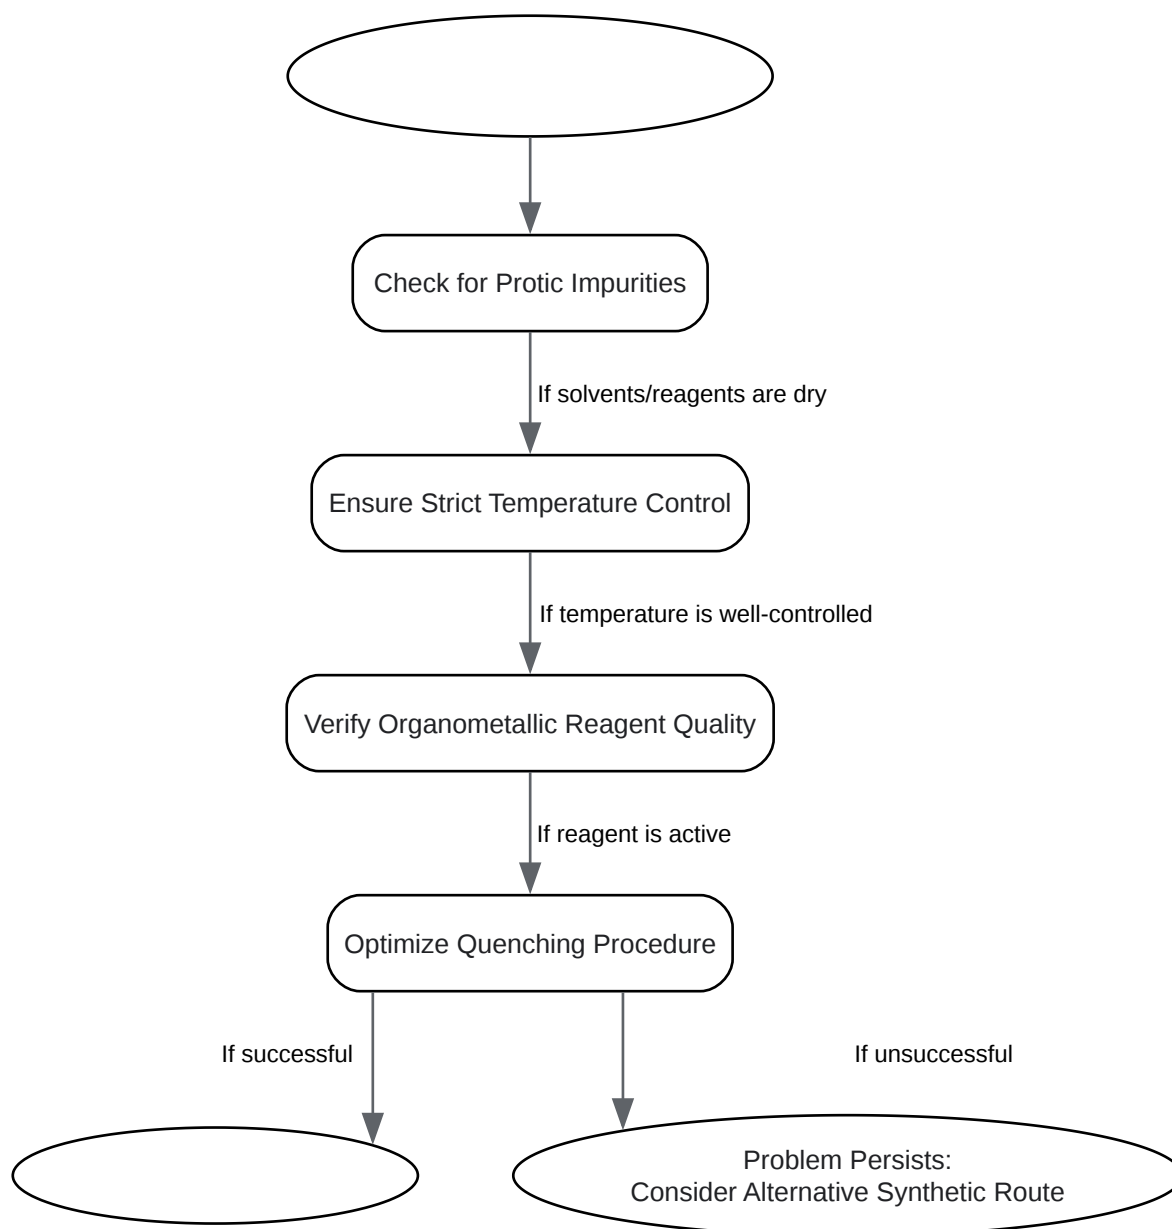 Check for Protic Impurities
If solvents/reagents are dry
Ensure Strict Temperature Control
If temperature is well-controlled
Verify Organometallic Reagent Quality
If reagent is active
Optimize Quenching Procedure
If successful
If unsuccessful
Problem Persists:
Consider Alternative Synthetic Route